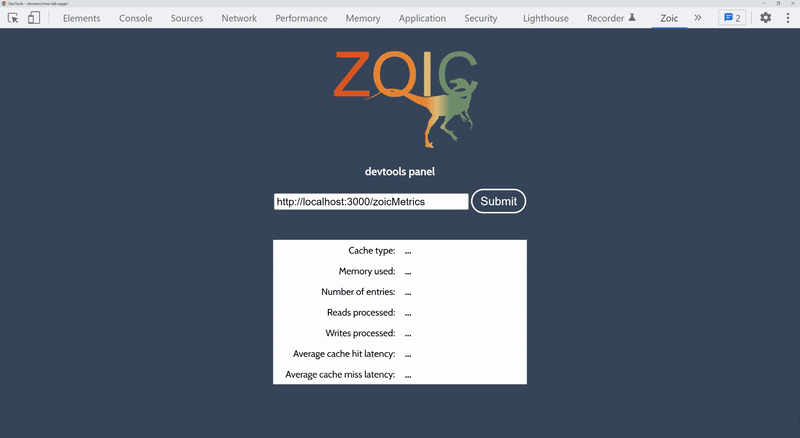 DevTools - chrome://new-tab-page/
Elements Console Sources Network Performance Memory Application Security Lighthouse Recorder Zoic » 2
ZOIC
devtools panel
http://localhost:3000/zoicMetrics Submit
Cache type: ...
Memory used: ...
Number of entries: ...
Reads processed: ...
Writes processed: ...
Average cache hit latency: ...
Average cache miss latency: ...